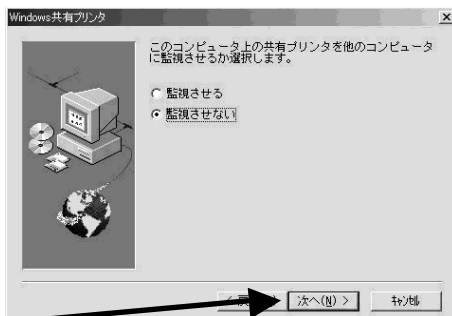 Windows共有プリンタ
このコンピュータ上の共有プリンタを他のコンピュータ
に監視させるか選択します。
監視させる
監視させない
次へ(N) >
キャンセル